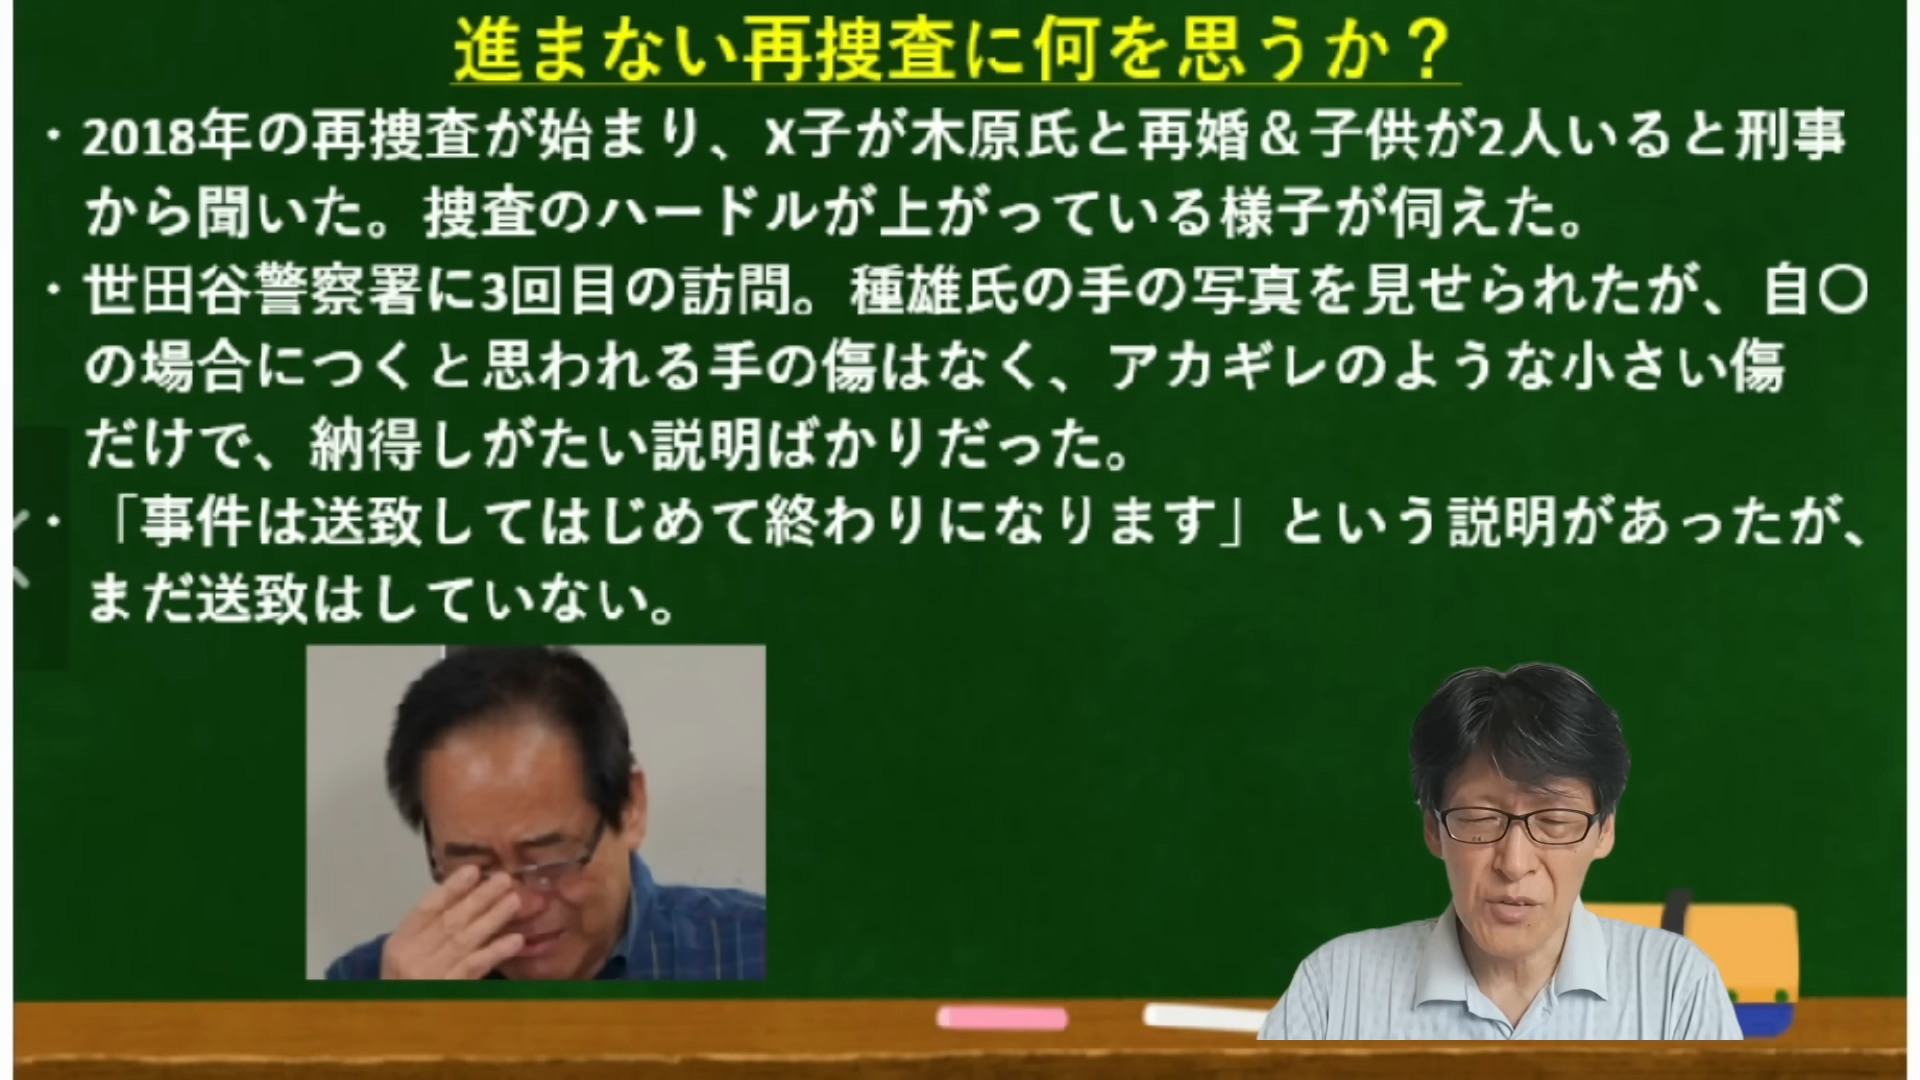 進まない再捜査に何を思うか？
・2018年の再捜査が始まり、X子が木原氏と再婚＆子供が2人いると刑事
から聞いた。捜査のハードルが上がっている様子が伺えた。
・世田谷警察署に3回目の訪問。種雄氏の手の写真を見せられたが、自〇
の場合につくと思われる手の傷はなく、アカギレのような小さい傷
だけで、納得しがたい説明ばかりだった。
・「事件は送致してはじめて終わりになります」という説明があったが、
まだ送致はしていない。